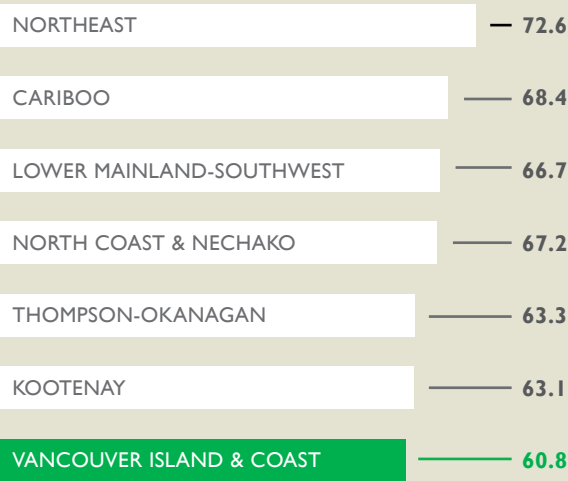 NORTHEAST 72.6
CARIBOO 68.4
LOWER MAINLAND-SOUTHWEST 66.7
NORTH COAST & NECHAKO 67.2
THOMPSON-OKANAGAN 63.3
KOOTENAY 63.1
VANCOUVER ISLAND & COAST 60.8